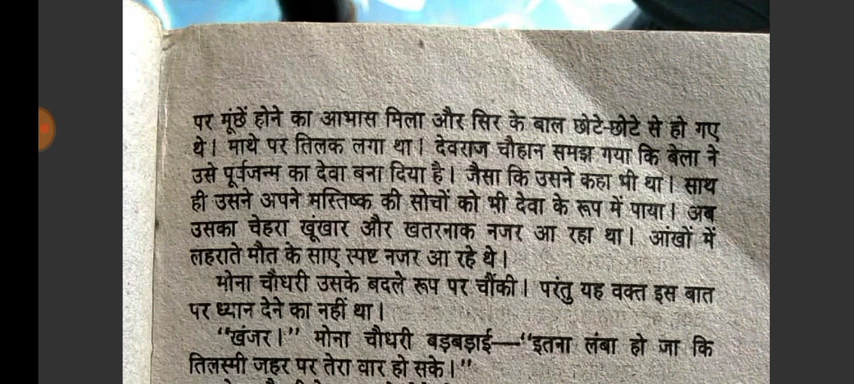 पर मूंछें होने का आभास मिला और सिर के बाल छोटे-छोटे से हो गए
थे। माथे पर तिलक लगा था। देवराज चौहान समझ गया कि बेला ने
उसे पूर्वजन्म का देवा बना दिया है। जैसा कि उसने कहा भी था। साथ
ही उसने अपने मस्तिष्क की सोचों को भी देवा के रूप में पाया। अब
उसका चेहरा खूंखार और खतरनाक नजर आ रहा था। आंखों में
लहराते मौत के साए स्पष्ट नजर आ रहे थे।
मोना चौधरी उसके बदले रूप पर चौंकी। परंतु यह वक्त इस बात
पर ध्यान देने का नहीं था।
“खंजर।” मोना चौधरी बड़बड़ाई—“इतना लंबा हो जा कि
तिलस्मी जहर पर तेरा वार हो सके।”